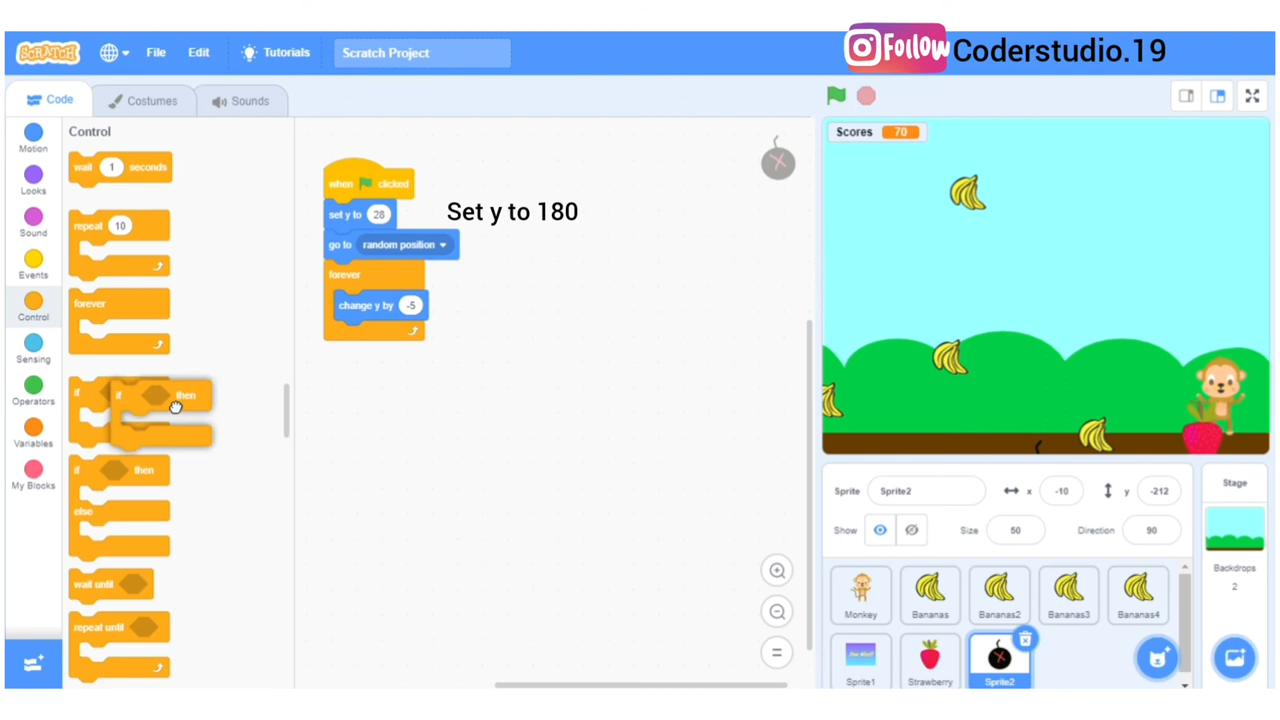 Follow Coderstudio.19
SCRATCH File Edit Tutorials Scratch Project
Code Costumes Sounds
Motion
Looks
Sound
Events
Control
Sensing
Operators
Variables
My Blocks
Control
wait 1 seconds
repeat 10
forever
if
if then
if then
else
wait until
repeat until
when clicked
set y to 28
Set y to 180
go to random position
forever
change y by -5
Scores 70
Sprite Sprite2 x -10 y -212
Show Size 50 Direction 90
Monkey Bananas Bananas2 Bananas3 Bananas4
Sprite1 Strawberry Sprite2
Stage
Backdrops
2